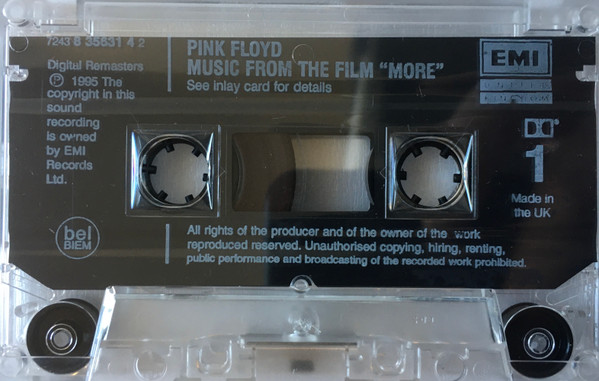 7243 8 35631 4 2
PINK FLOYD
MUSIC FROM THE FILM “MORE”
See inlay card for details
Digital Remasters
℗ 1995 The
copyright in this
sound
recording
is owned
by EMI
Records
Ltd.
EMI
UNITED
KINGDOM
1
Made in
the UK
bel
BIEM
All rights of the producer and of the owner of the work
reproduced reserved. Unauthorised copying, hiring, renting,
public performance and broadcasting of the recorded work prohibited.